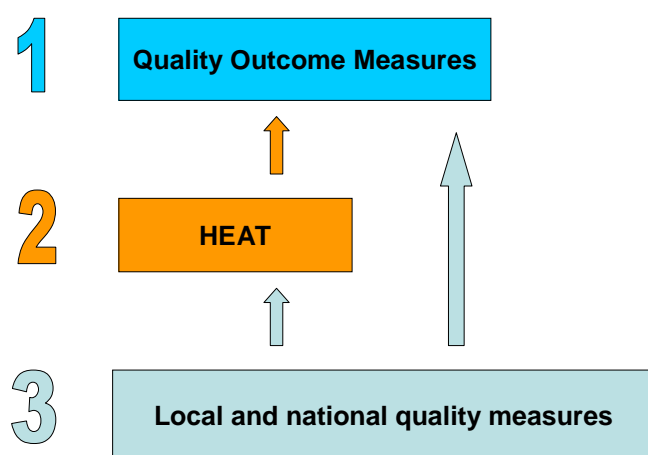 1
Quality Outcome Measures
2
HEAT
3
Local and national quality measures